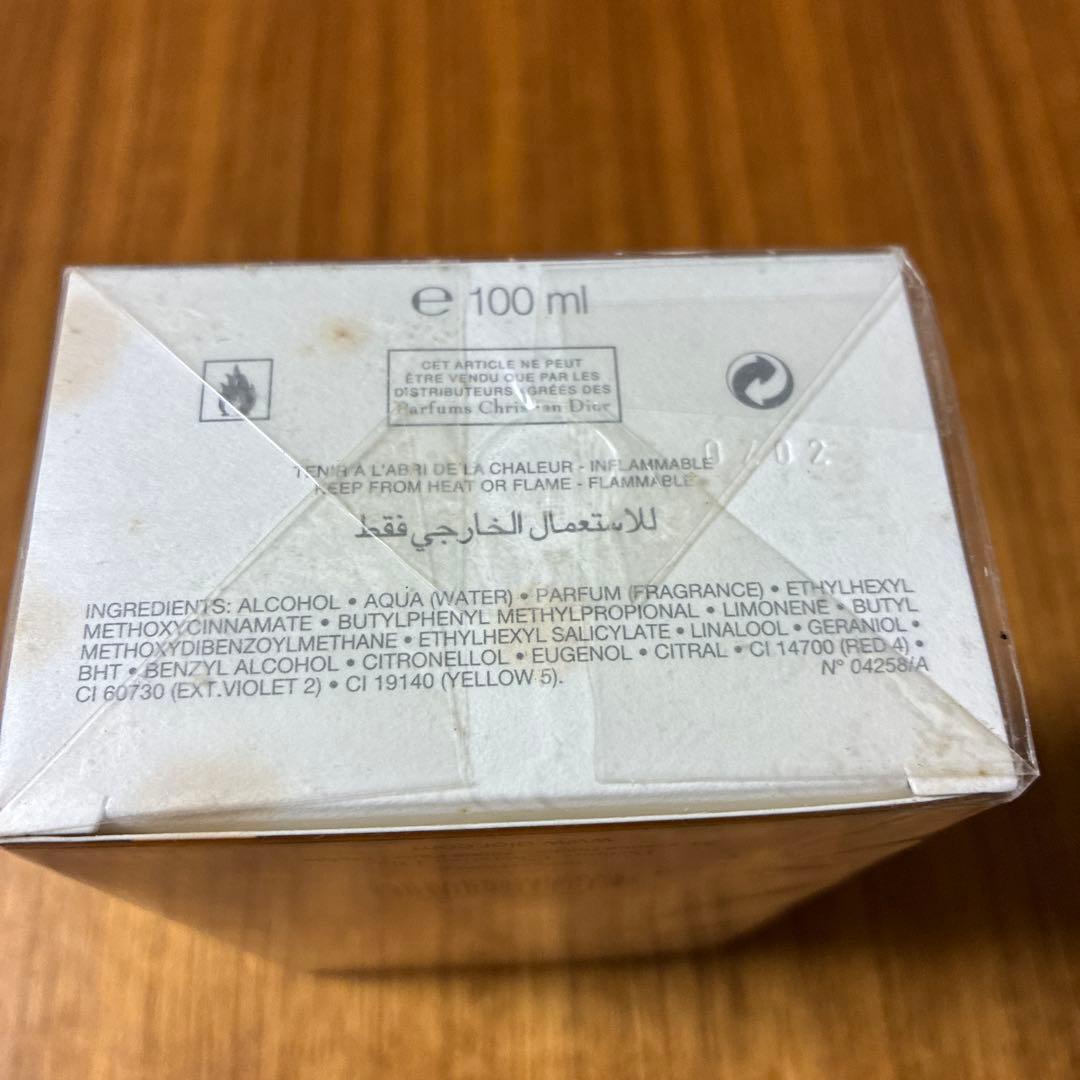 ℮ 100 ml
CET ARTICLE NE PEUT
ÊTRE VENDU QUE PAR LES
DISTRIBUTEURS AGRÉÉS DES
Parfums Christian Dior
TENIR À L'ABRI DE LA CHALEUR - INFLAMMABLE
KEEP FROM HEAT OR FLAME - FLAMMABLE
للاستعمال الخارجي فقط
INGREDIENTS: ALCOHOL • AQUA (WATER) • PARFUM (FRAGRANCE) • ETHYLHEXYL
METHOXYCINNAMATE • BUTYLPHENYL METHYLPROPIONAL • LIMONENE • BUTYL
METHOXYDIBENZOYLMETHANE • ETHYLHEXYL SALICYLATE • LINALOOL • GERANIOL •
BHT • BENZYL ALCOHOL • CITRONELLOL • EUGENOL • CITRAL • CI 14700 (RED 4) •
CI 60730 (EXT.VIOLET 2) • CI 19140 (YELLOW 5).
N° 04258/A